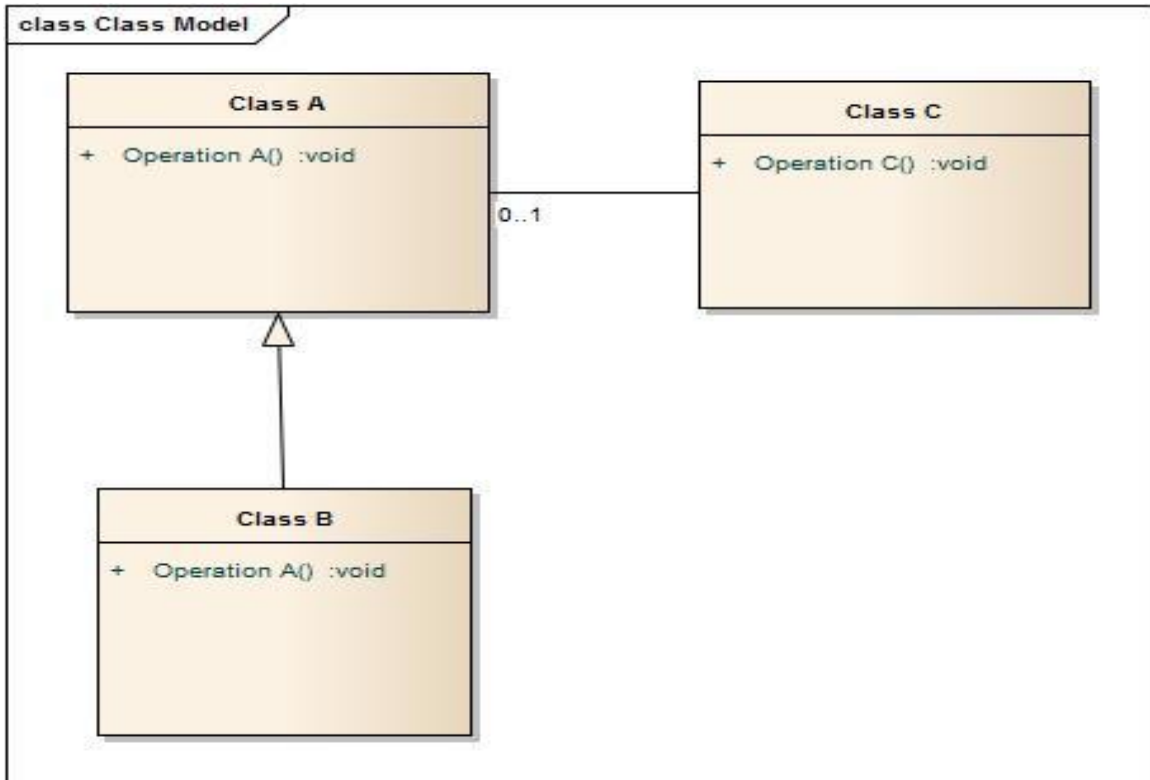 class Class Model
Class A
+ Operation A() :void
Class C
+ Operation C() :void
0..1
Class B
+ Operation A() :void